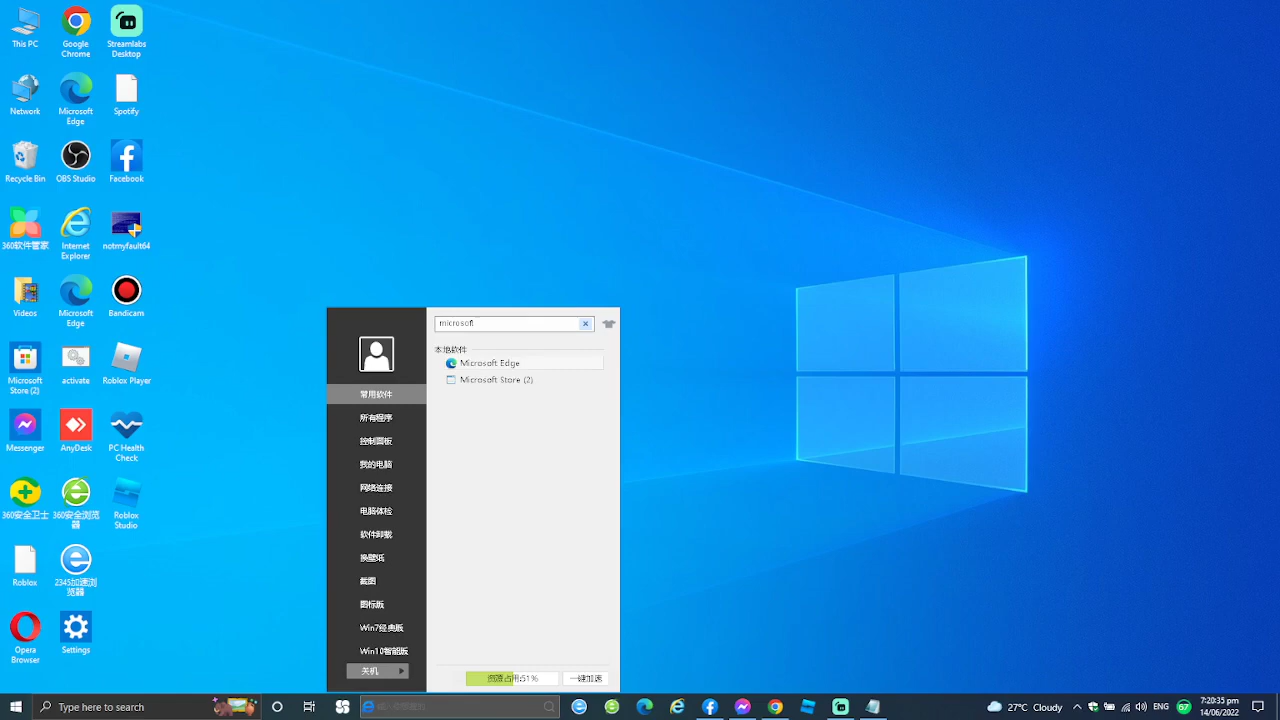 This PC
Google Chrome
Streamlabs Desktop
Network
Microsoft Edge
Spotify
Recycle Bin
OBS Studio
Facebook
360软件管家
Internet Explorer
notmyfault64
Videos
Microsoft Edge
Bandicam
Microsoft Store (2)
activate
Roblox Player
Messenger
AnyDesk
PC Health Check
360安全卫士
360安全浏览器
Roblox Studio
Roblox
2345加速浏览器
Opera Browser
Settings
microsoft
本地软件
Microsoft Edge
Microsoft Store (2)
常用软件
所有程序
控制面板
我的电脑
网络连接
电脑体检
软件卸载
换壁纸
截图
图标版
Win7经典版
Win10智能版
关机
资源占用:51%
一键加速
Type here to search
27°C Cloudy
ENG
67
7:20:35 pm
14/06/2022